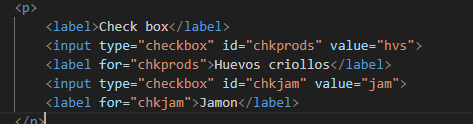 <p>
<label>Check box</label>
<input type="checkbox" id="chkprods" value="hvs">
<label for="chkprods">Huevos criollos</label>
<input type="checkbox" id="chkjam" value="jam">
<label for="chkjam">Jamon</label>
</p>